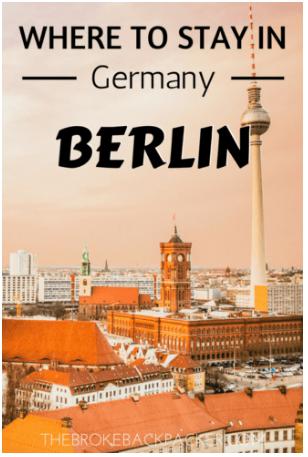 WHERE TO STAY IN
Germany
BERLIN
THEBROKEBACKPACKER.COM